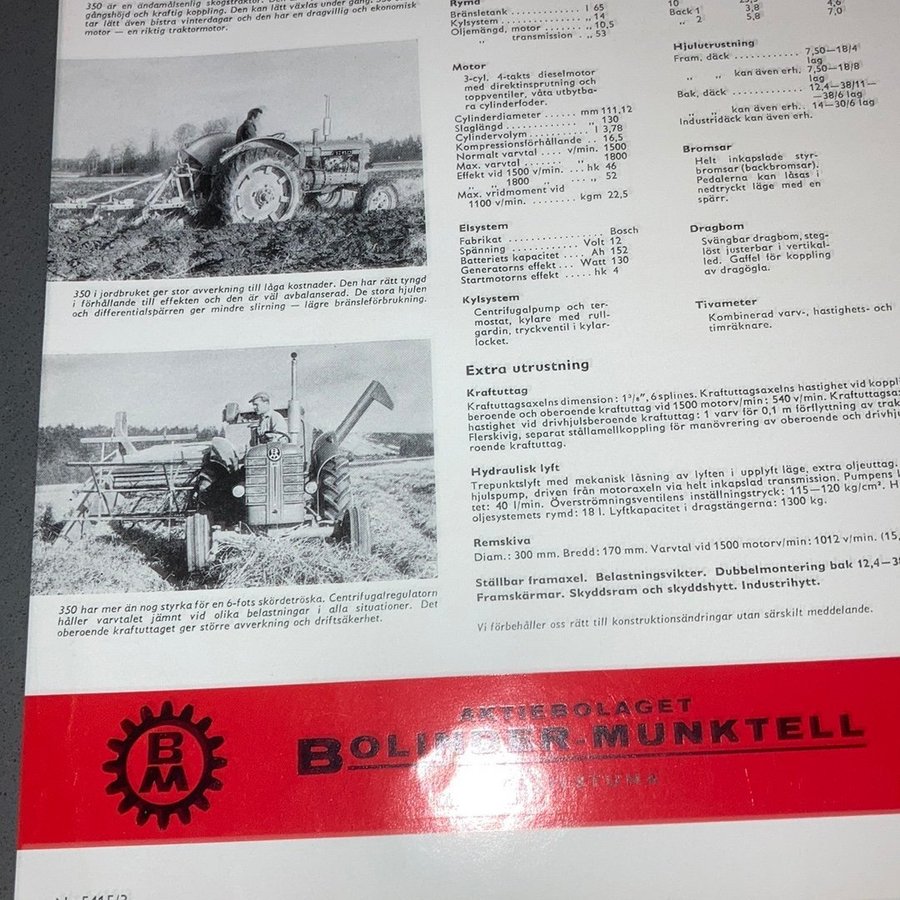 350 är en ändamålsenlig skogstraktor. Den
gångshöjd och kraftig koppling. Den kan lätt växlas under gång.
tar lätt även bistra vinterdagar och den har en dragvillig och ekonomisk
motor — en riktig traktormotor.
350 i jordbruket ger stor avverkning till låga kostnader. Den har rätt tyngd
i förhållande till effekten och den är väl avbalanserad. De stora hjulen
och differentialspärren ger mindre slirning — lägre bränsleförbrukning.
350 har mer än nog styrka för en 6-fots skördetröska. Centrifugalregulatorn
håller varvtalet jämnt vid olika belastningar i alla situationer. Det
oberoende kraftuttaget ger större avverkning och driftsäkerhet.
Rymd
Bränsletank . . . . . . . . . . . . l 65
Kylsystem . . . . . . . . . . . . „ 14
Oljemängd, motor . . . . . . . „ 10,5
„ transmission . „ 53
Motor
3-cyl. 4-takts dieselmotor
med direktinsprutning och
toppventiler, våta utbytba-
ra cylinderfoder.
Cylinderdiameter . . . . . . mm 111,12
Slaglängd . . . . . . . . . . . . „ 130
Cylindervolym . . . . . . . . . . l 3,78
Kompressionsförhållande . . 16,5
Normalt varvtal . . . . v/min. 1500
Max. varvtal . . . . . . . „ 1800
Effekt vid 1500 v/min. . . . hk 46
„ „ 1800 „ . . „ 52
Max. vridmoment vid
1100 v/min. . . . . . . . . kgm 22,5
Elsystem
Fabrikat . . . . . . . . . . . . . . . Bosch
Spänning . . . . . . . . . . . . Volt 12
Batteriets kapacitet . . . Ah 152
Generatorns effekt . . . Watt 130
Startmotorns effekt . . . . . hk 4
Kylsystem
Centrifugalpump och ter-
mostat, kylare med rull-
gardin, tryckventil i kylar-
locket.
10
Back 1 3,8 4,6
„ 2 5,8 7,0
Hjulutrustning
Fram, däck . . . . . . . . . . . . 7,50—18/4
lag
„ „ kan även erh. 7,50—18/8
lag
Bak, däck . . . . . . . . . . . . . 12,4—38/11—
—38/6 lag
„ „ kan även erh. . 14—30/6 lag
Industridäck kan även erh.
Bromsar
Helt inkapslade styr-
bromsar (backbromsar).
Pedalerna kan låsas i
nedtryckt läge med en
spärr.
Dragbom
Svängbar dragbom, steg-
löst justerbar i vertikal-
led. Gaffel för koppling
av dragögla.
Tivameter
Kombinerad varv-, hastighets- och
timräknare.
Extra utrustning
Kraftuttag
Kraftuttagsaxelns dimension: 1³/₈″, 6 splines. Kraftuttagsaxelns hastighet vid koppl
beroende och oberoende kraftuttag vid 1500 motorv/min: 540 v/min. Kraftuttagsa
hastighet vid drivhjulsberoende kraftuttag: 1 varv för 0,1 m förflyttning av trak
Flerskivig, separat ställamellkoppling för manövrering av oberoende och drivhj
roende kraftuttag.
Hydraulisk lyft
Trepunktslyft med mekanisk låsning av lyften i upplyft läge, extra oljeuttag.
hjulspump, driven från motoraxeln via helt inkapslad transmission. Pumpens
tet: 40 l/min. Överströmningsventilens inställningstryck: 115—120 kg/cm². H
oljesystemets rymd: 18 l. Lyftkapacitet i dragstängerna: 1300 kg.
Remskiva
Diam.: 300 mm. Bredd: 170 mm. Varvtal vid 1500 motorv/min: 1012 v/min. (15,
Ställbar framaxel. Belastningsvikter. Dubbelmontering bak 12,4—38
Framskärmar. Skyddsram och skyddshytt. Industrihytt.
Vi förbehåller oss rätt till konstruktionsändringar utan särskilt meddelande.
BM
AKTIEBOLAGET
BOLINDER-MUNKTELL